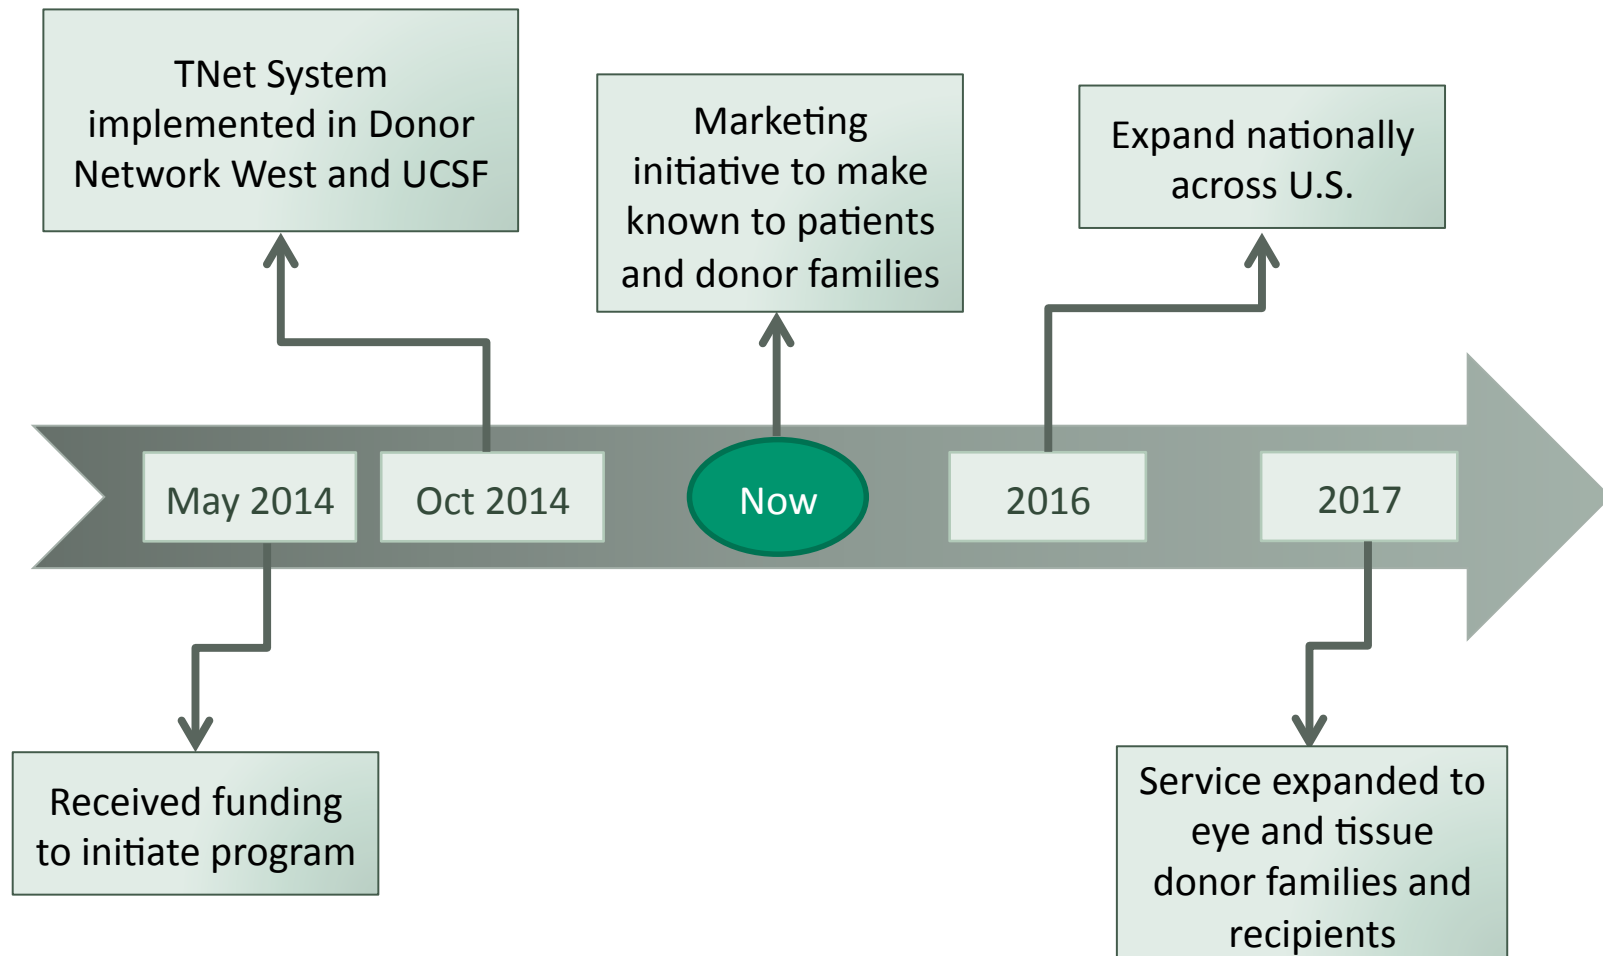 TNet System
implemented in Donor
Network West and UCSF
Marketing
initiative to make
known to patients
and donor families
Expand nationally
across U.S.
May 2014
Oct 2014
Now
2016
2017
Received funding
to initiate program
Service expanded to
eye and tissue
donor families and
recipients